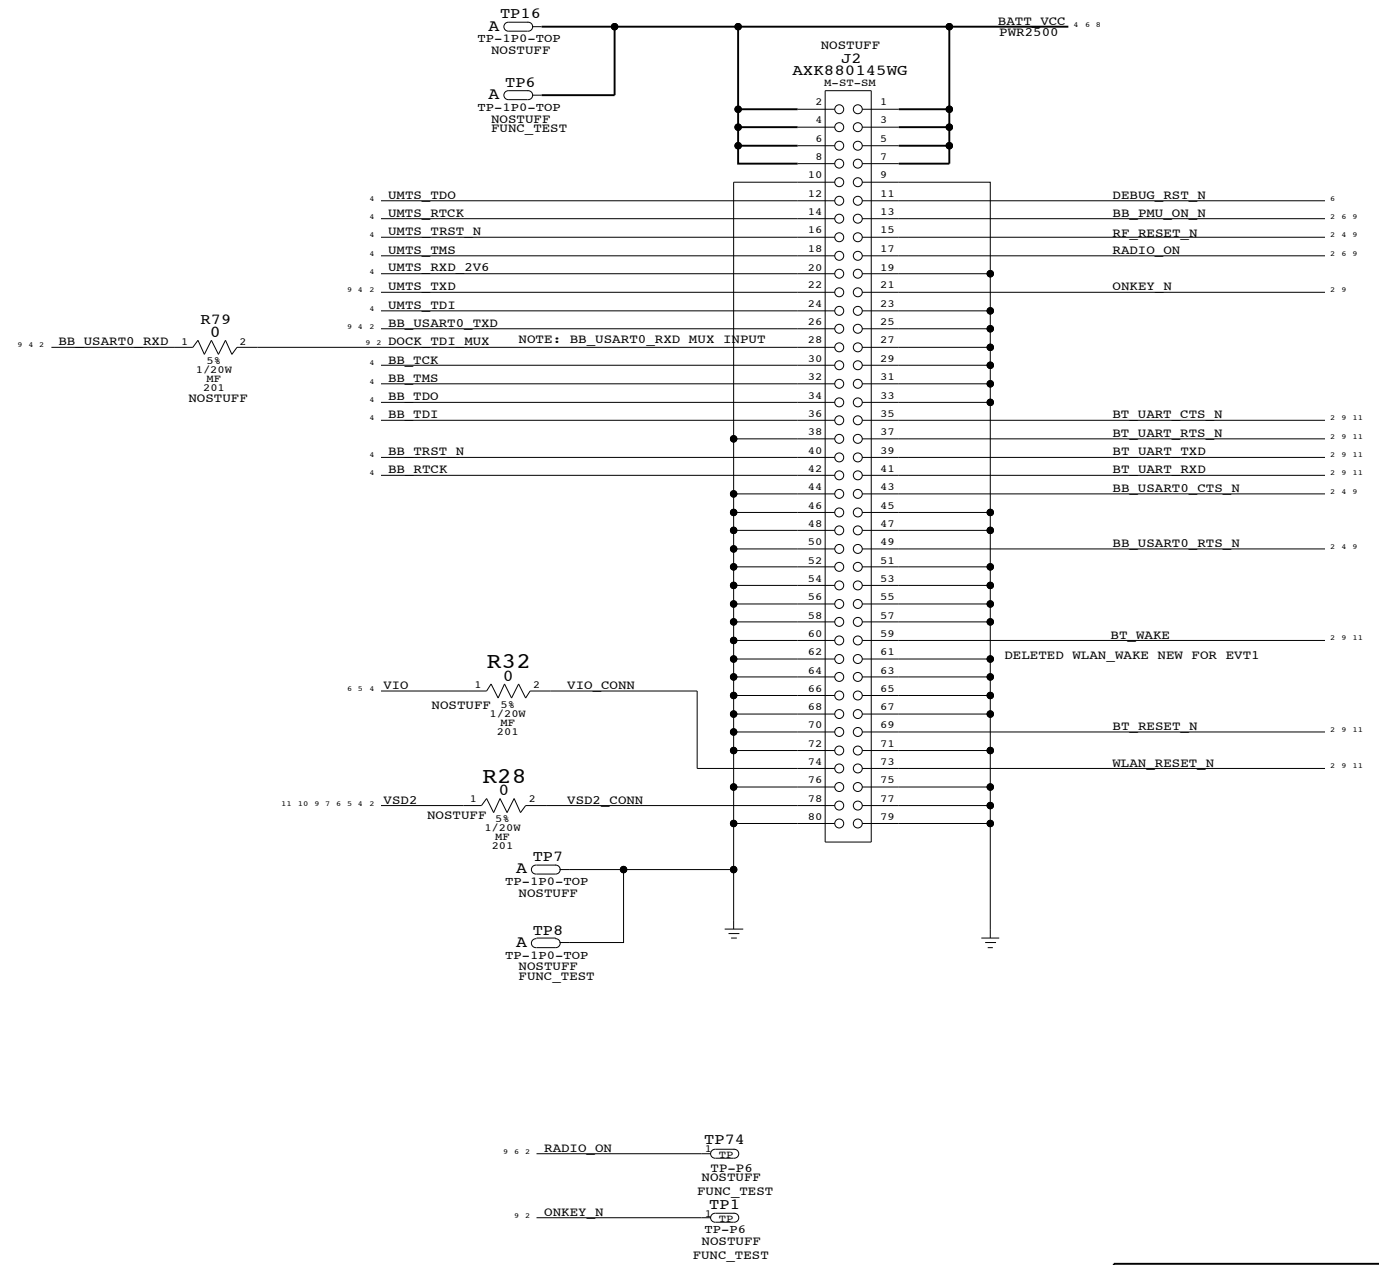 TP16
A
TP-1P0-TOP
NOSTUFF
TP6
A
TP-1P0-TOP
NOSTUFF
FUNC_TEST
BATT_VCC 4 6 8
PWR2500
NOSTUFF
J2
AXK880145WG
M-ST-SM
2 1
4 3
6 5
8 7
10 9
4 UMTS_TDO 12 11 DEBUG_RST_N 6
4 UMTS_RTCK 14 13 BB_PMU_ON_N 2 6 9
4 UMTS_TRST_N 16 15 RF_RESET_N 2 4 9
4 UMTS_TMS 18 17 RADIO_ON 2 6 9
4 UMTS_RXD_2V6 20 19
9 4 2 UMTS_TXD 22 21 ONKEY_N 2 9
4 UMTS_TDI 24 23
9 4 2 BB_USART0_TXD 26 25
R79
0
9 4 2 BB_USART0_RXD 1 2 9 2 DOCK_TDI_MUX NOTE: BB_USART0_RXD MUX INPUT 28 27
5%
1/20W
MF
201
NOSTUFF
4 BB_TCK 30 29
4 BB_TMS 32 31
4 BB_TDO 34 33
4 BB_TDI 36 35 BT_UART_CTS_N 2 9 11
38 37 BT_UART_RTS_N 2 9 11
4 BB_TRST_N 40 39 BT_UART_TXD 2 9 11
4 BB_RTCK 42 41 BT_UART_RXD 2 9 11
44 43 BB_USART0_CTS_N 2 4 9
46 45
48 47
50 49 BB_USART0_RTS_N 2 4 9
52 51
54 53
56 55
58 57
60 59 BT_WAKE 2 9 11
62 61 DELETED WLAN_WAKE NEW FOR EVT1
64 63
66 65
68 67
70 69 BT_RESET_N 2 9 11
72 71
74 73 WLAN_RESET_N 2 9 11
76 75
78 77
80 79
R32
0
6 5 4 VIO 1 2 VIO_CONN
NOSTUFF 5%
1/20W
MF
201
R28
0
11 10 9 7 6 5 4 2 VSD2 1 2 VSD2_CONN
NOSTUFF 5%
1/20W
MF
201
TP7
A
TP-1P0-TOP
NOSTUFF
TP8
A
TP-1P0-TOP
NOSTUFF
FUNC_TEST
TP74
9 6 2 RADIO_ON 1 TP
TP-P6
NOSTUFF
FUNC_TEST
TP1
9 2 ONKEY_N 1 TP
TP-P6
NOSTUFF
FUNC_TEST